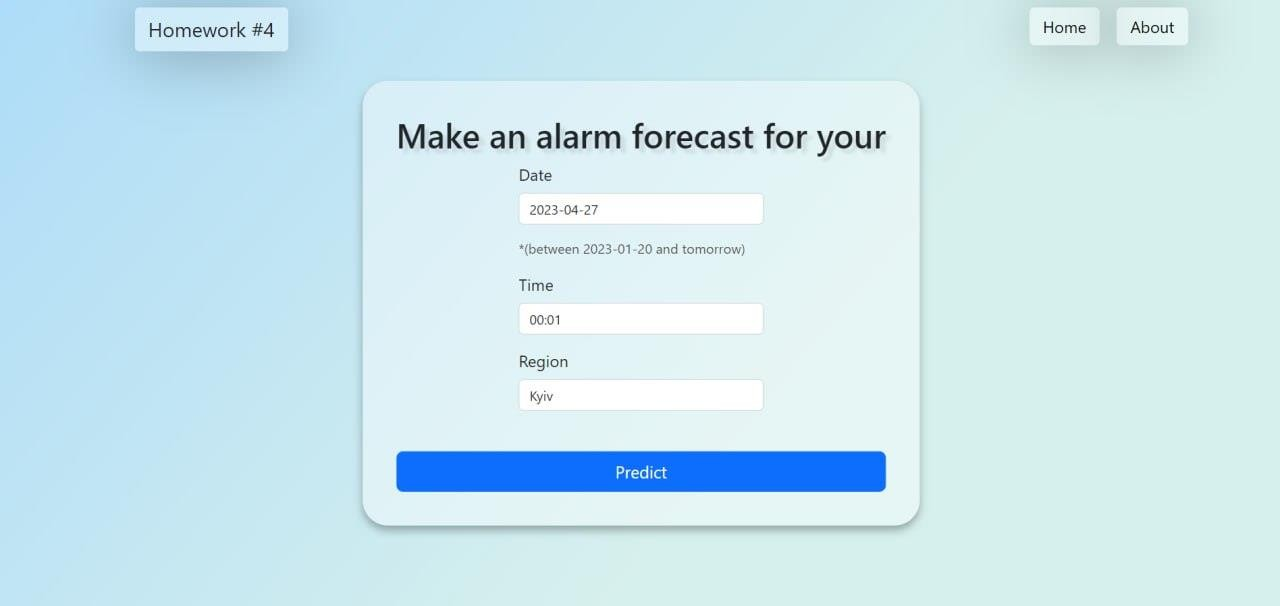 Homework #4
Home
About
Make an alarm forecast for your
Date
2023-04-27
*(between 2023-01-20 and tomorrow)
Time
00:01
Region
Kyiv
Predict